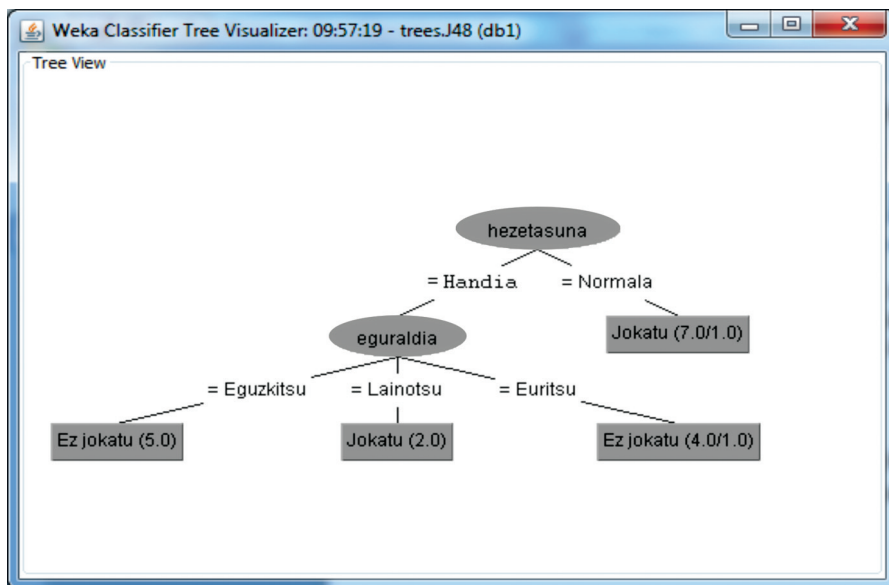 Weka Classifier Tree Visualizer: 09:57:19 - trees.J48 (db1)
Tree View
hezetasuna
= Handia
= Normala
eguraldia
Jokatu (7.0/1.0)
= Eguzkitsu
= Lainotsu
= Euritsu
Ez jokatu (5.0)
Jokatu (2.0)
Ez jokatu (4.0/1.0)